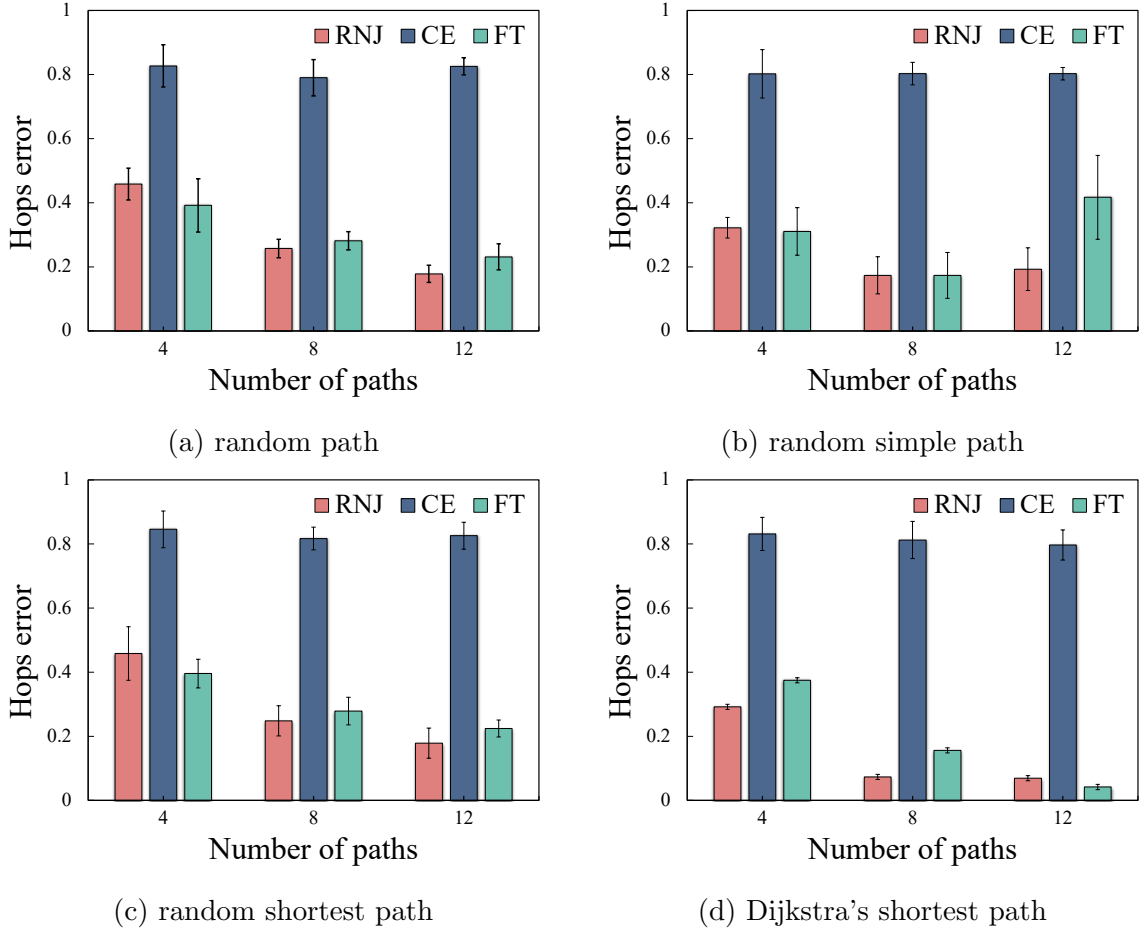 1
RNJ CE FT
0.8
0.6
0.4
0.2
0
Hops error
4 8 12
Number of paths
(a) random path
1
RNJ CE FT
0.8
0.6
0.4
0.2
0
Hops error
4 8 12
Number of paths
(b) random simple path
1
RNJ CE FT
0.8
0.6
0.4
0.2
0
Hops error
4 8 12
Number of paths
(c) random shortest path
1
RNJ CE FT
0.8
0.6
0.4
0.2
0
Hops error
4 8 12
Number of paths
(d) Dijkstra's shortest path